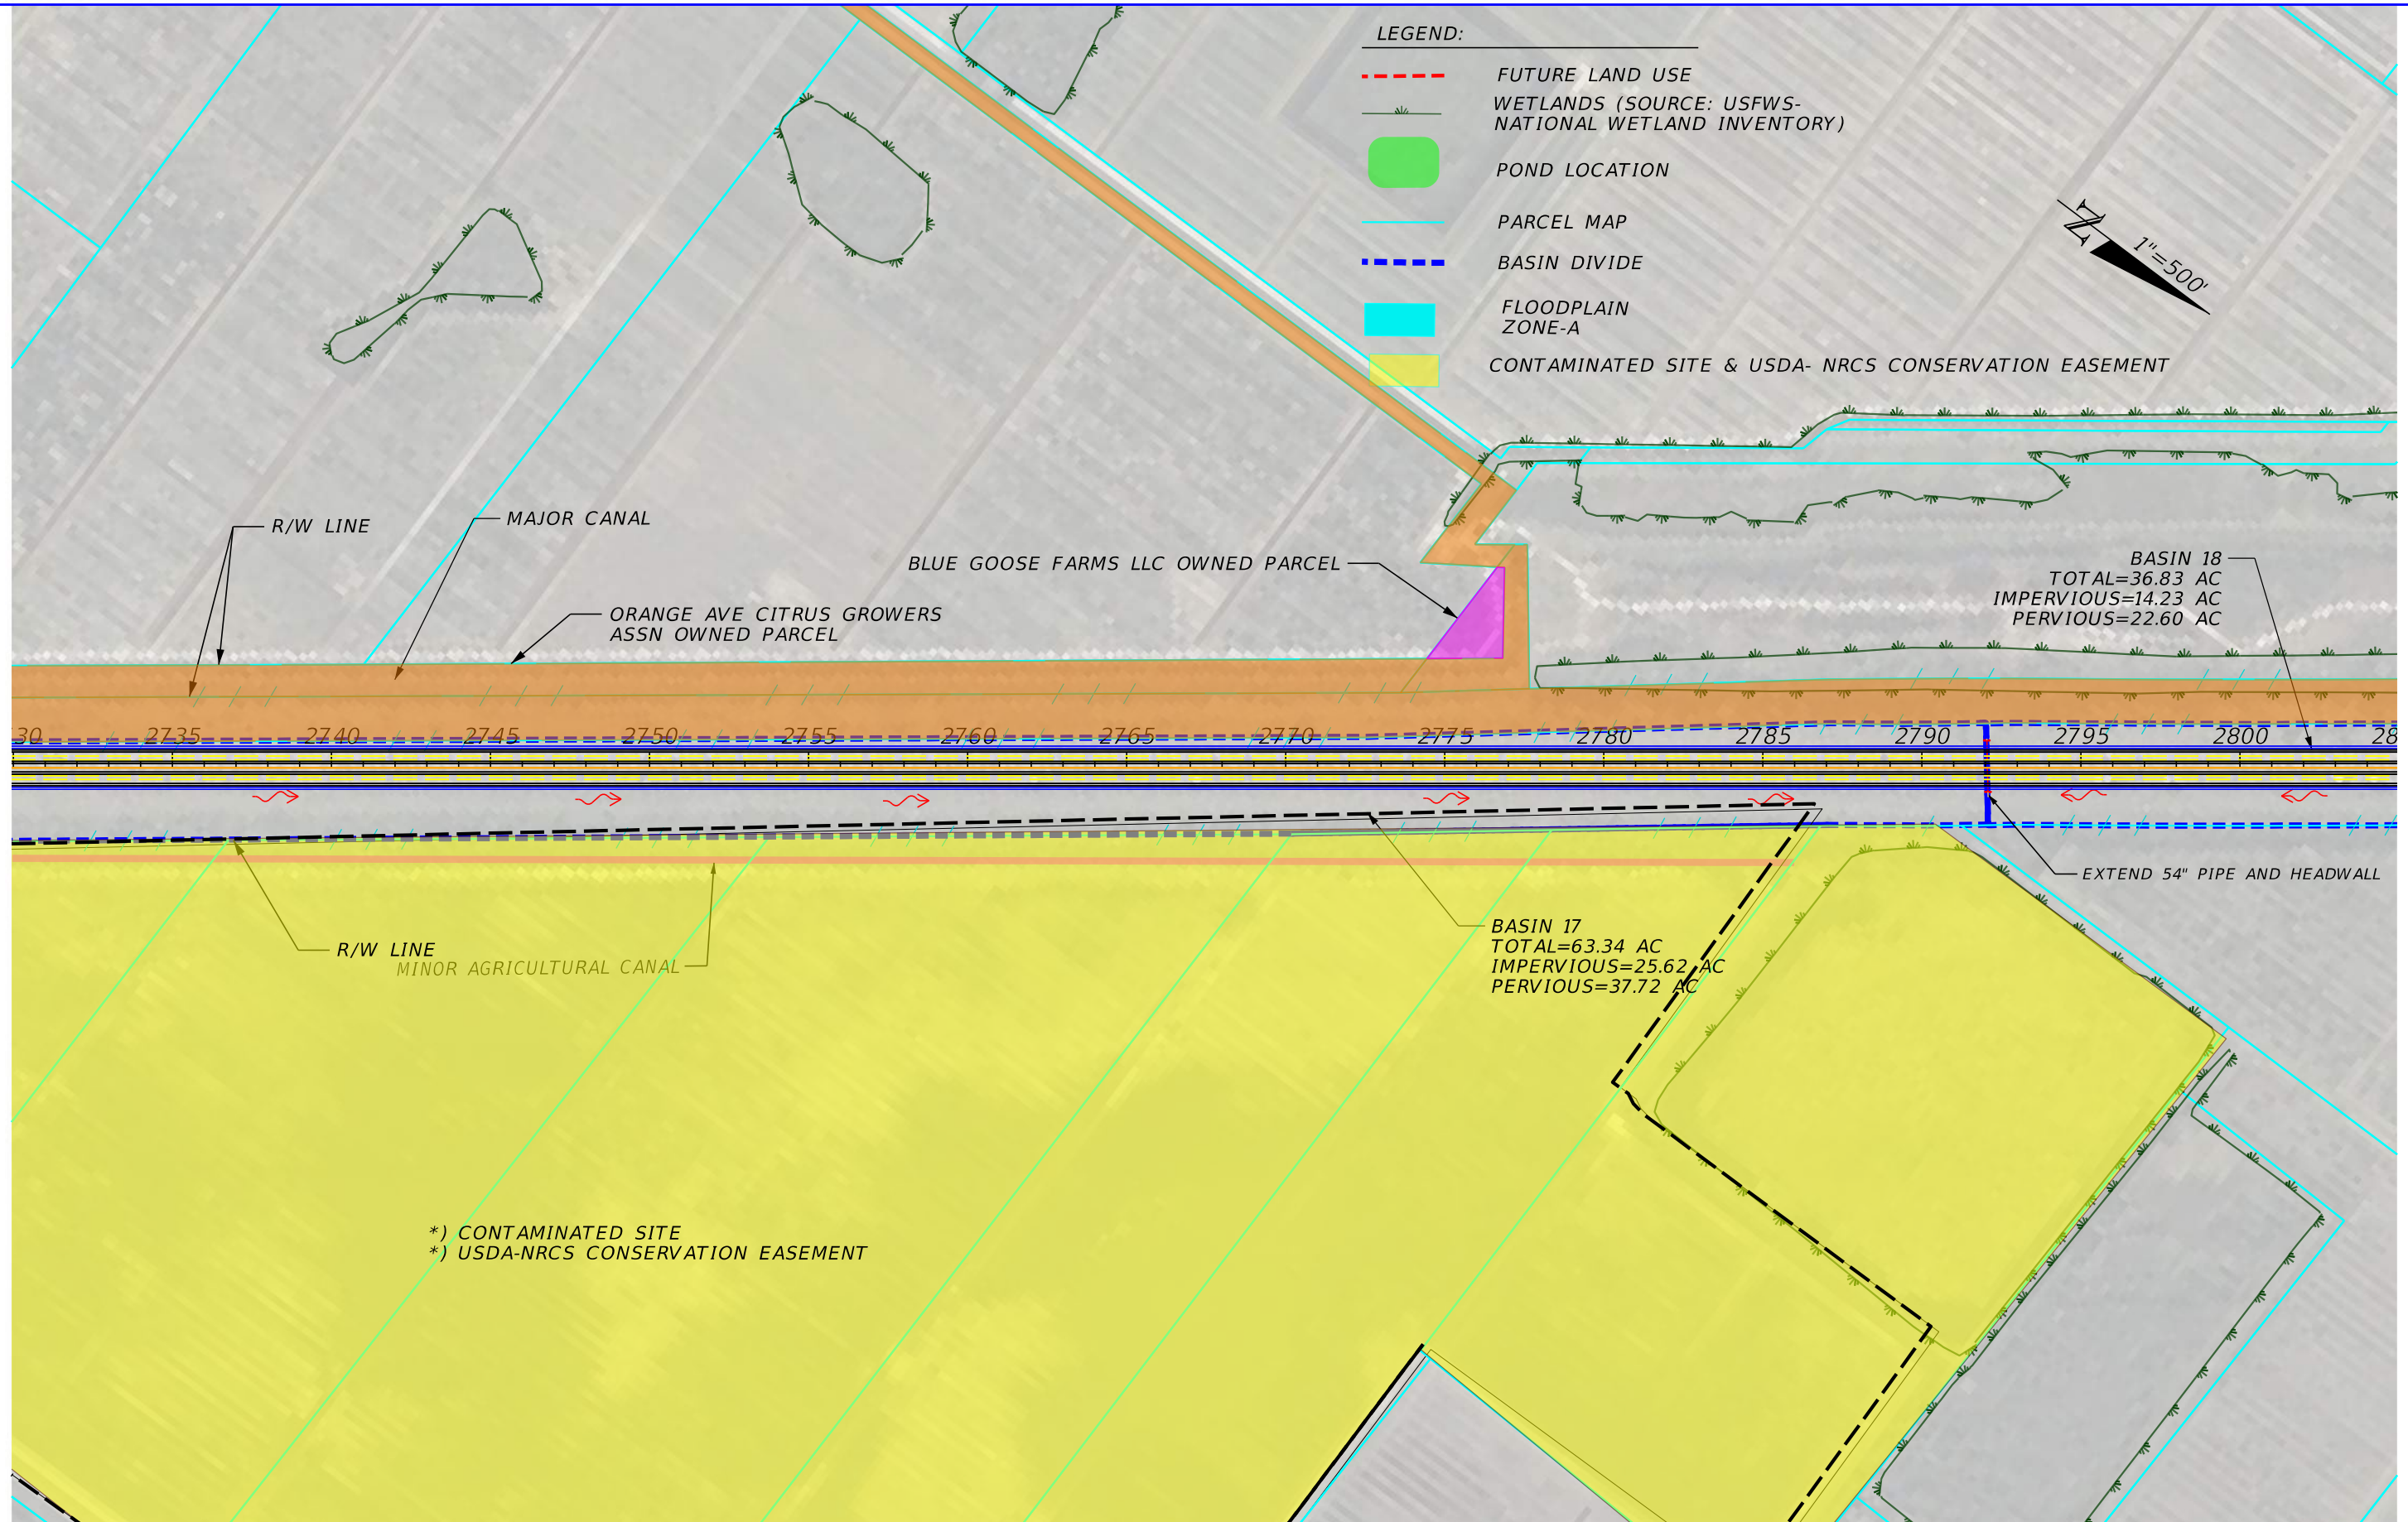 LEGEND:
FUTURE LAND USE
WETLANDS (SOURCE: USFWS-
NATIONAL WETLAND INVENTORY)
POND LOCATION
PARCEL MAP
BASIN DIVIDE
FLOODPLAIN
ZONE-A
CONTAMINATED SITE & USDA- NRCS CONSERVATION EASEMENT
N
1"=500'
R/W LINE
MAJOR CANAL
BLUE GOOSE FARMS LLC OWNED PARCEL
ORANGE AVE CITRUS GROWERS
ASSN OWNED PARCEL
BASIN 18
TOTAL=36.83 AC
IMPERVIOUS=14.23 AC
PERVIOUS=22.60 AC
30 2735 2740 2745 2750 2755 2760 2765 2770 2775 2780 2785 2790 2795 2800 28
EXTEND 54" PIPE AND HEADWALL
R/W LINE
MINOR AGRICULTURAL CANAL
BASIN 17
TOTAL=63.34 AC
IMPERVIOUS=25.62 AC
PERVIOUS=37.72 AC
*) CONTAMINATED SITE
*) USDA-NRCS CONSERVATION EASEMENT